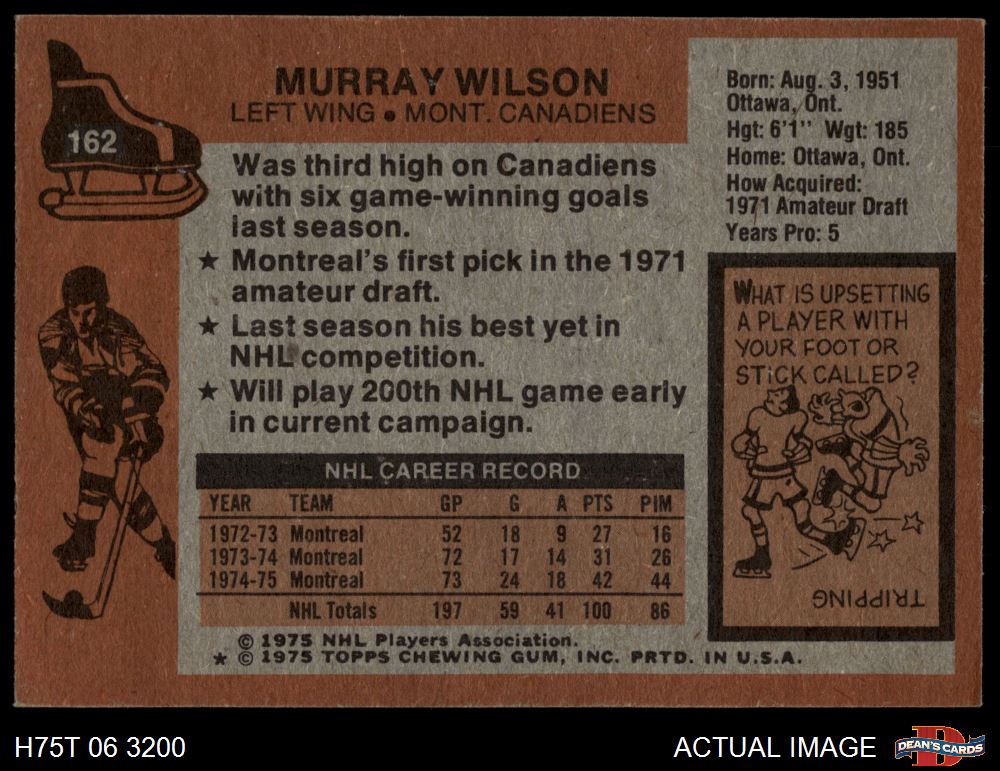 162
MURRAY WILSON
LEFT WING • MONT. CANADIENS
Was third high on Canadiens
with six game-winning goals
last season.
★ Montreal's first pick in the 1971
amateur draft.
★ Last season his best yet in
NHL competition.
★ Will play 200th NHL game early
in current campaign.
NHL CAREER RECORD
YEAR TEAM GP G A PTS PIM
1972-73 Montreal 52 18 9 27 16
1973-74 Montreal 72 17 14 31 26
1974-75 Montreal 73 24 18 42 44
NHL Totals 197 59 41 100 86
© 1975 NHL Players Association.
★ © 1975 TOPPS CHEWING GUM, INC. PRTD. IN U.S.A.
Born: Aug. 3, 1951
Ottawa, Ont.
Hgt: 6'1" Wgt: 185
Home: Ottawa, Ont.
How Acquired:
1971 Amateur Draft
Years Pro: 5
WHAT IS UPSETTING
A PLAYER WITH
YOUR FOOT OR
STICK CALLED?
TRIPPING
H75T 06 3200
ACTUAL IMAGE
DEAN'S CARDS